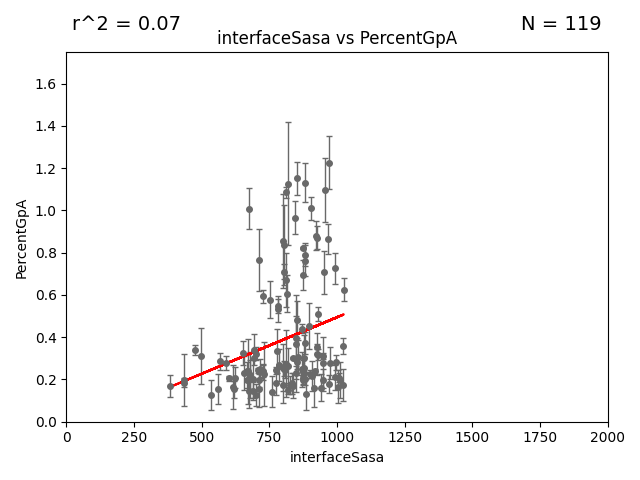 r^2 = 0.07
N = 119
interfaceSasa vs PercentGpA
PercentGpA
1.6
1.4
1.2
1.0
0.8
0.6
0.4
0.2
0.0
0 250 500 750 1000 1250 1500 1750 2000
interfaceSasa